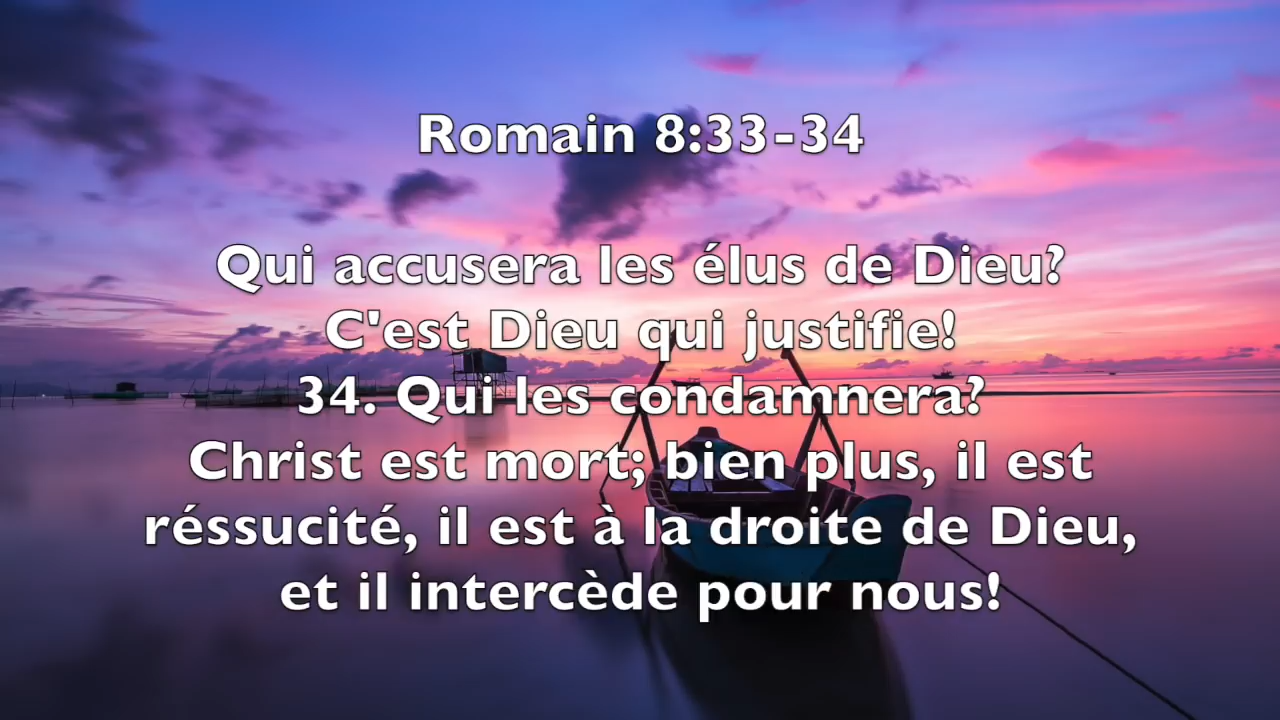 Romain 8:33-34
Qui accusera les élus de Dieu?
C'est Dieu qui justifie!
34. Qui les condamnera?
Christ est mort; bien plus, il est
réssucité, il est à la droite de Dieu,
et il intercède pour nous!